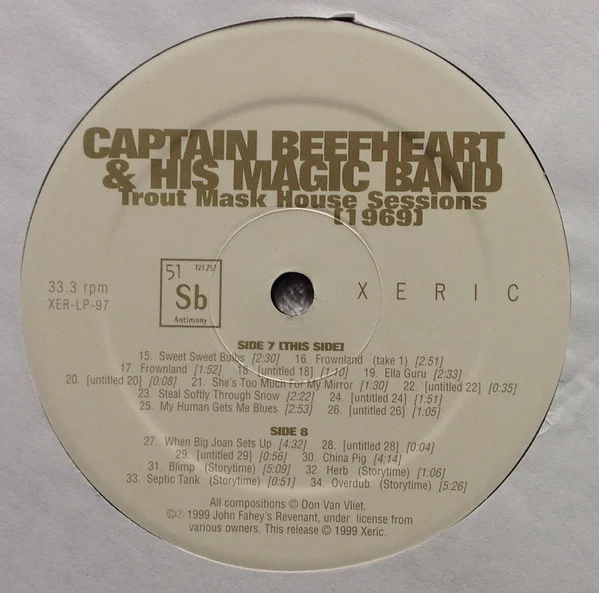 CAPTAIN BEEFHEART
& HIS MAGIC BAND
Trout Mask House Sessions
[1969]
33.3 rpm
XER-LP-97
51 121.757
Sb
Antimony
XERIC
SIDE 7 [THIS SIDE]
15. Sweet Sweet Bulbs [2:30] 16. Frownland (take 1) [2:51]
17. Frownland [1:52] 18. [untitled 18] [1:10] 19. Ella Guru [2:33]
20. [untitled 20] [0:08] 21. She's Too Much For My Mirror [1:30] 22. [untitled 22] [0:35]
23. Steal Softly Through Snow [2:22] 24. [untitled 24] [1:51]
25. My Human Gets Me Blues [2:53] 26. [untitled 26] [1:05]
SIDE 8
27. When Big Joan Sets Up [4:32] 28. [untitled 28] [0:04]
29. [untitled 29] [0:56] 30. China Pig [4:14]
31. Blimp (Storytime) [5:09] 32. Herb (Storytime) [1:06]
33. Septic Tank (Storytime) [0:51] 34. Overdub (Storytime) [5:26]
All compositions © Don Van Vliet.
©℗ 1999 John Fahey's Revenant, under license from
various owners. This release © 1999 Xeric.